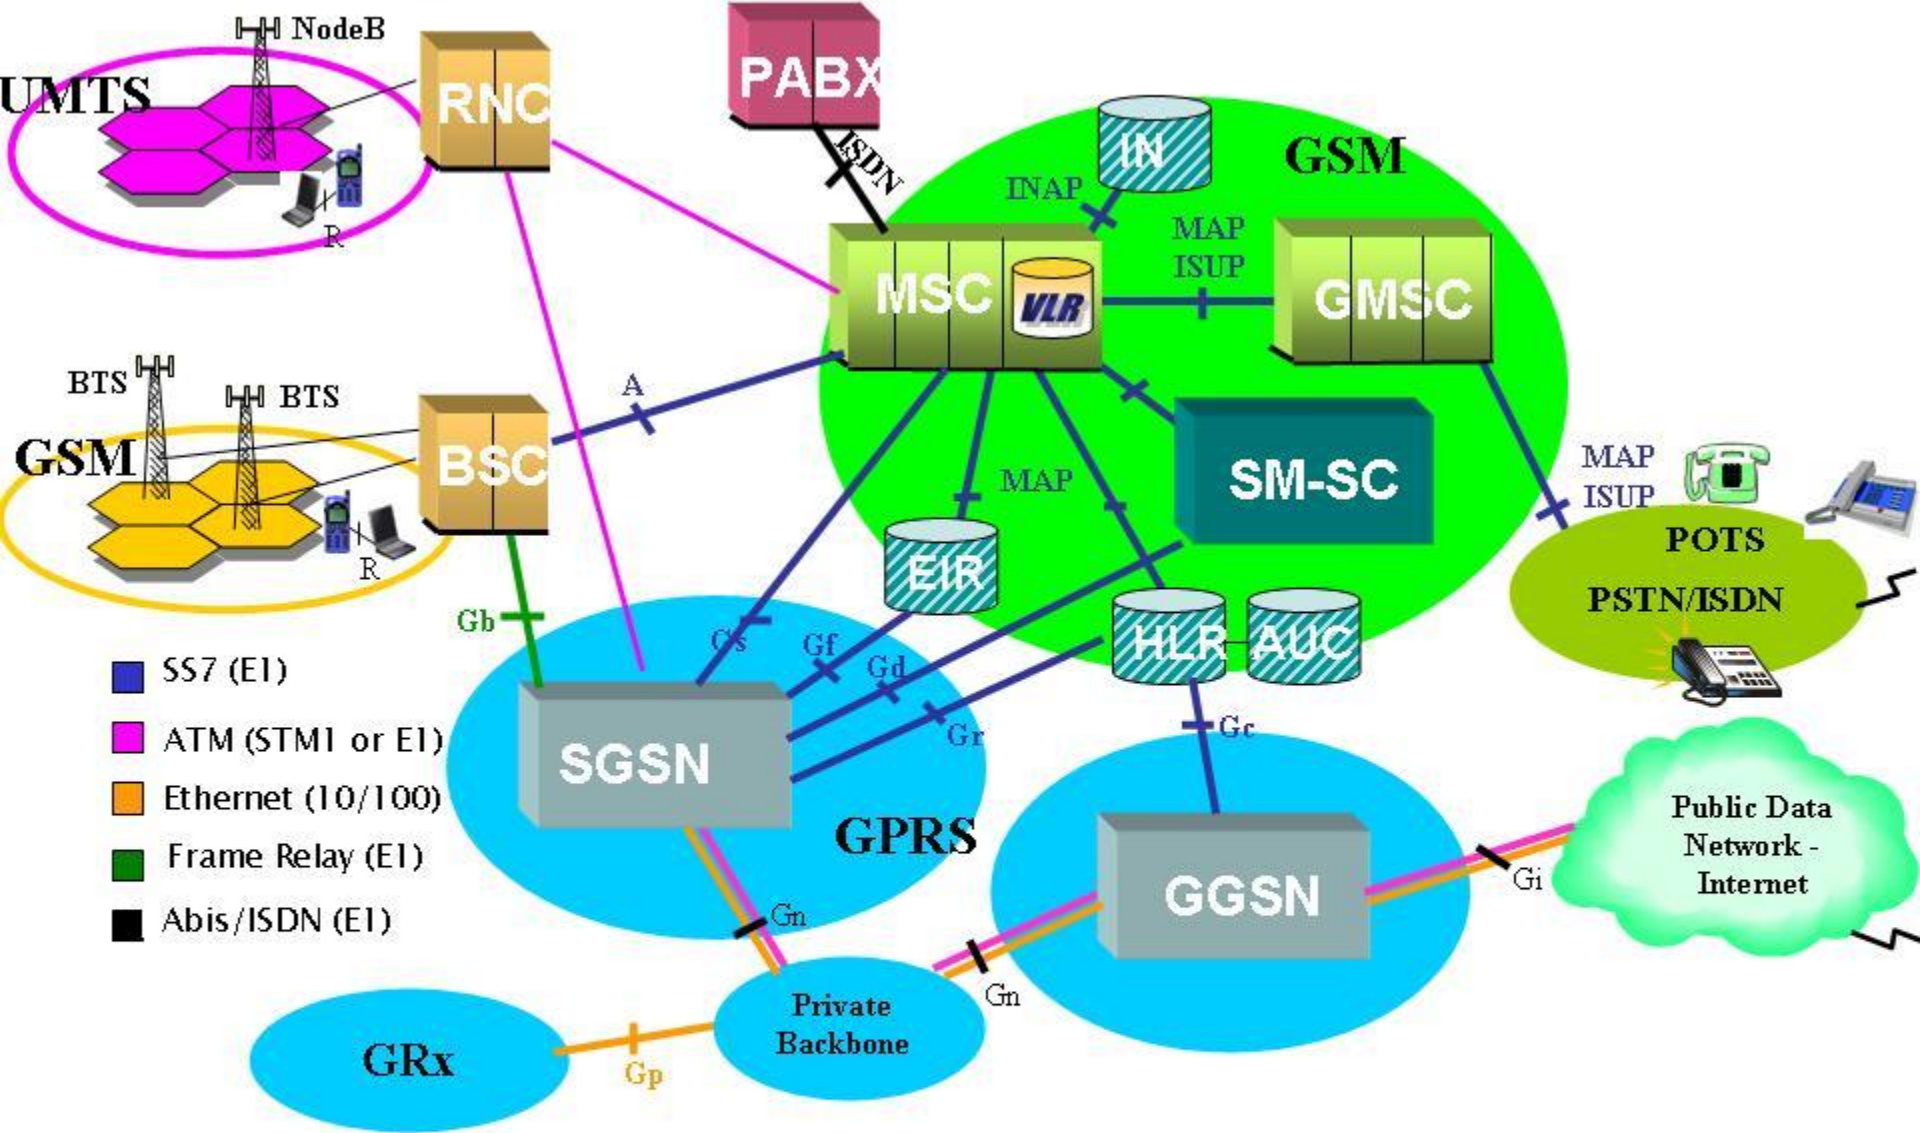 NodeB
UMTS
RNC
R
PABX
ISDN
IN
GSM
INAP
MAP
ISUP
MSC
VLR
GMSC
A
BTS
BTS
GSM
BSC
R
MAP
SM-SC
MAP
ISUP
POTS
PSTN/ISDN
EIR
HLR
AUC
Gb
Gs
Gf
Gd
Gr
Gc
SS7 (E1)
ATM (STM1 or E1)
Ethernet (10/100)
Frame Relay (E1)
Abis/ISDN (E1)
SGSN
GPRS
GGSN
Public Data
Network -
Internet
Gi
Gn
Gn
Private
Backbone
GRx
Gp